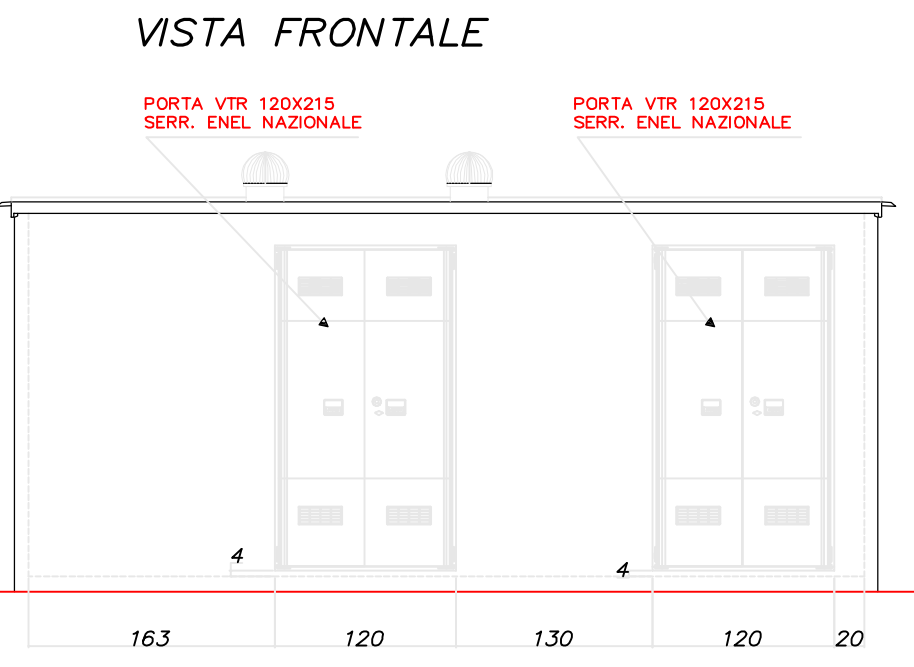 VISTA FRONTALE
PORTA VTR 120X215
SERR. ENEL NAZIONALE
PORTA VTR 120X215
SERR. ENEL NAZIONALE
4
4
163 120 130 120 20